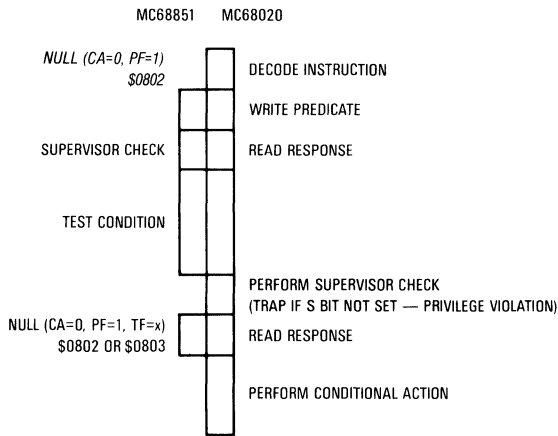 MC68851 MC68020
NULL (CA=0, PF=1)
$0802
DECODE INSTRUCTION
WRITE PREDICATE
SUPERVISOR CHECK
READ RESPONSE
TEST CONDITION
PERFORM SUPERVISOR CHECK
(TRAP IF S BIT NOT SET — PRIVILEGE VIOLATION)
NULL (CA=0, PF=1, TF=x)
$0802 OR $0803
READ RESPONSE
PERFORM CONDITIONAL ACTION